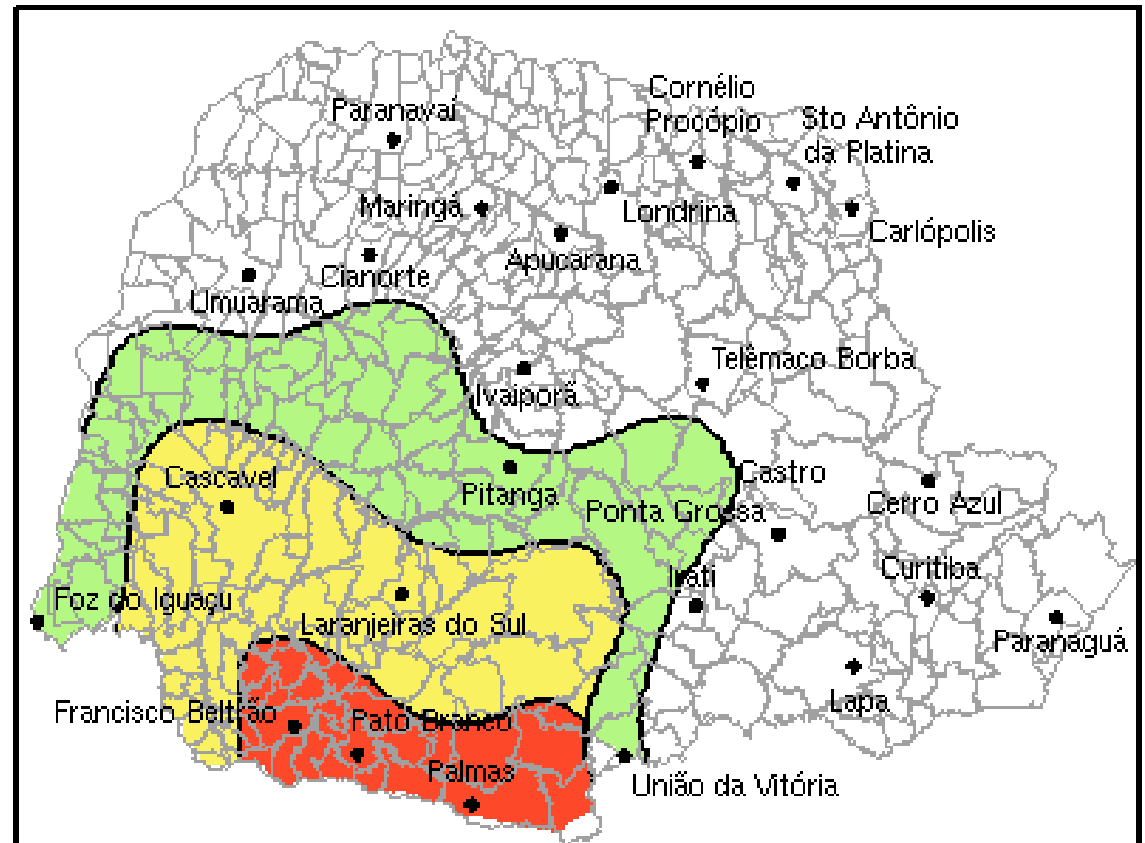 Cornélio
Procópio
Sto Antônio
da Platina
Paranavaí
Maringá
Londrina
Carlópolis
Apucarana
Cianorte
Umuarama
Telêmaco Borba
Ivaiporã
Castro
Cascavel
Pitanga
Ponta Grossa
Cerro Azul
Curitiba
Irati
Foz do Iguaçu
Laranjeiras do Sul
Paranaguá
Lapa
Francisco Beltrão
Pato Branco
Palmas
União da Vitória